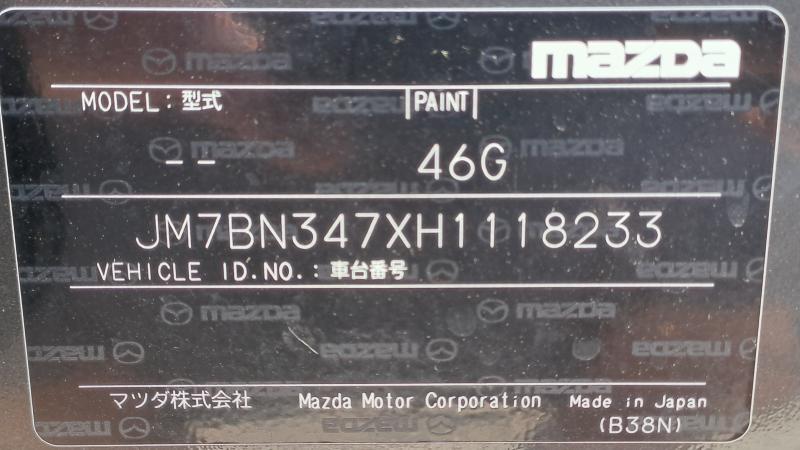 mazda
MODEL: 型式 PAINT
-- 46G
JM7BN347XH1118233
VEHICLE ID.NO.: 車台番号
マツダ株式会社 Mazda Motor Corporation Made in Japan
(B38N)